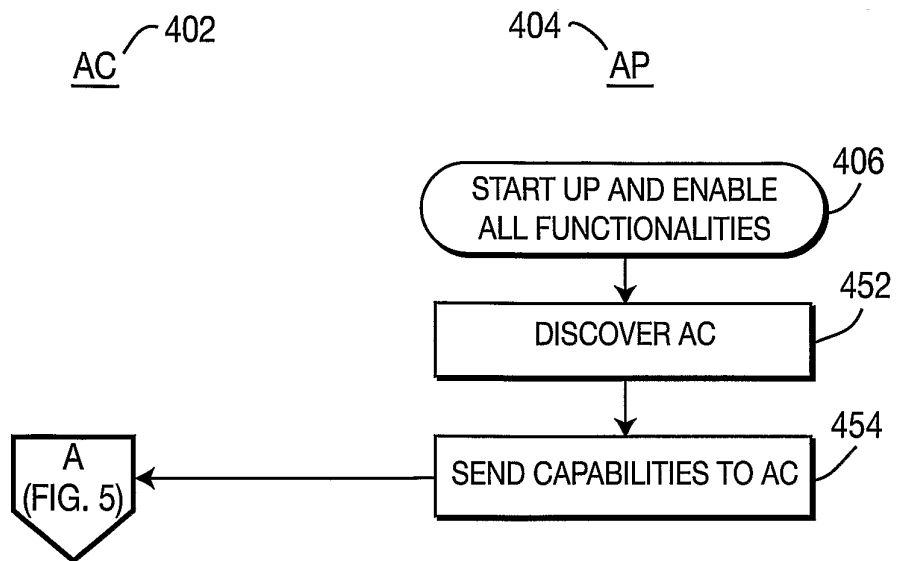 402
404
AC
AP
406
START UP AND ENABLE
ALL FUNCTIONALITIES
452
DISCOVER AC
454
SEND CAPABILITIES TO AC
A
(FIG. 5)